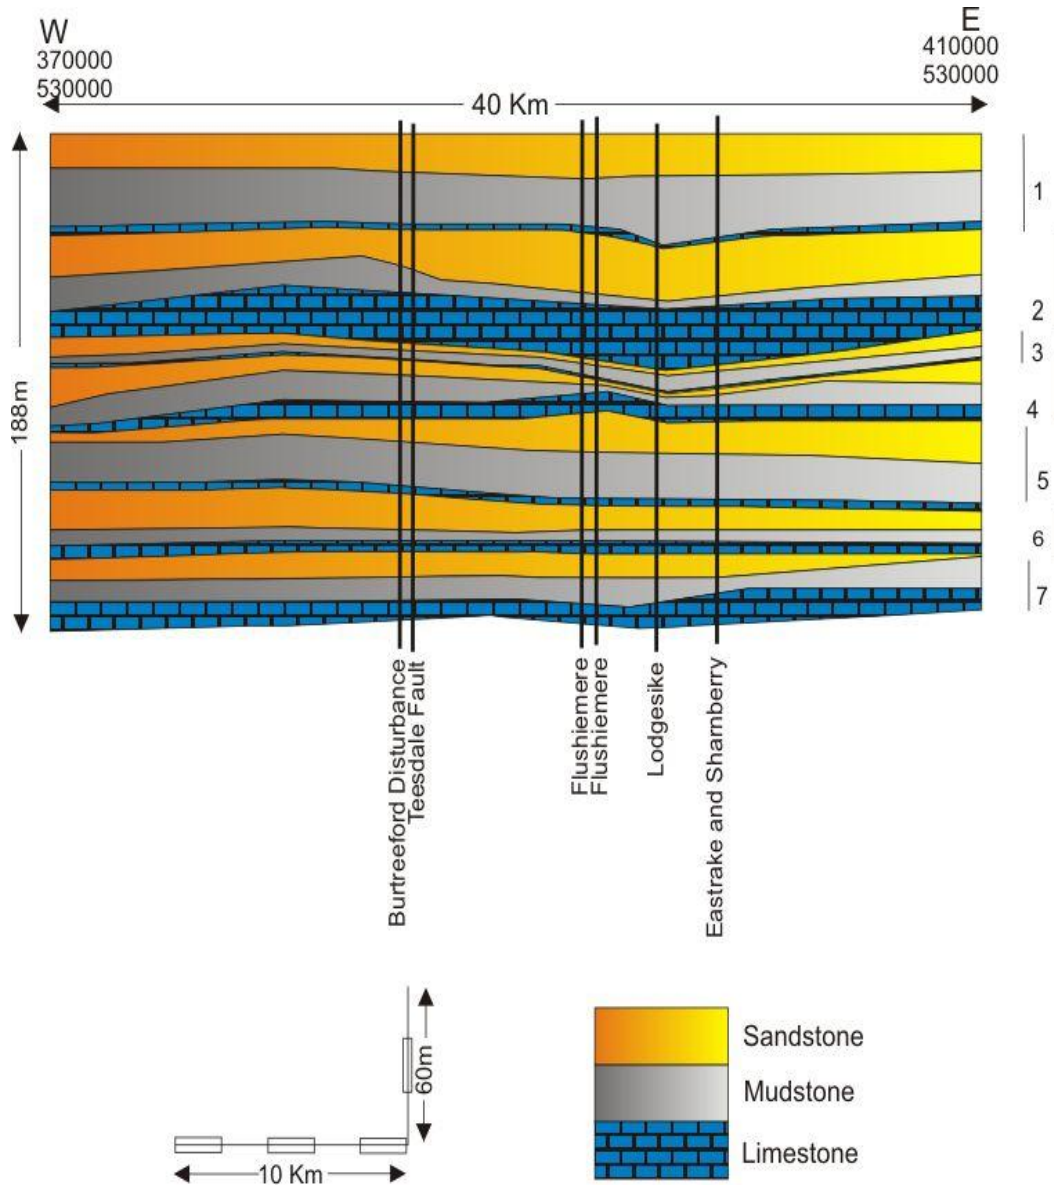 W
370000
530000
E
410000
530000
40 Km
188m
1
2
3
4
5
6
7
Burtreeford Disturbance
Teesdale Fault
Flushiemere
Flushiemere
Lodgesike
Eastrake and Sharnberry
60m
10 Km
Sandstone
Mudstone
Limestone